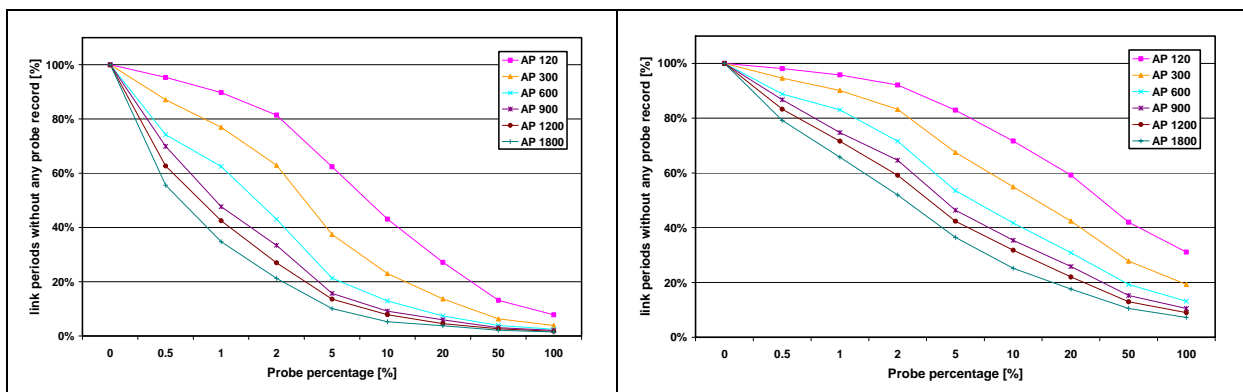 link periods without any probe record [%]
100%
80%
60%
40%
20%
0%
AP 120
AP 300
AP 600
AP 900
AP 1200
AP 1800
0 0.5 1 2 5 10 20 50 100
Probe percentage [%]
link periods without any probe record [%]
100%
80%
60%
40%
20%
0%
AP 120
AP 300
AP 600
AP 900
AP 1200
AP 1800
0 0.5 1 2 5 10 20 50 100
Probe percentage [%]